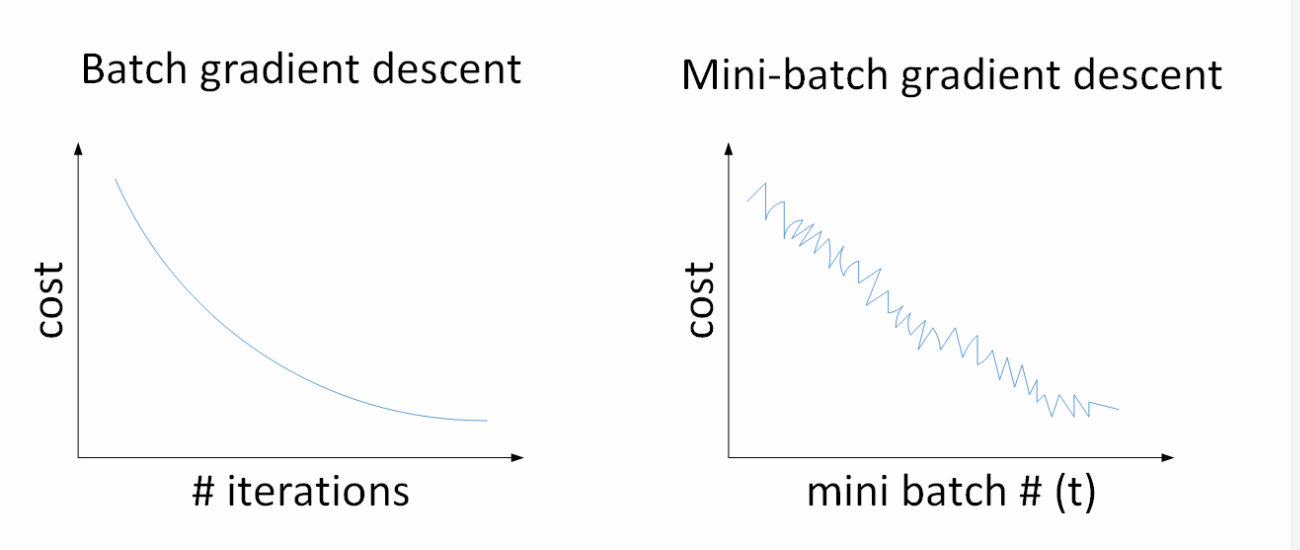 Batch gradient descent
Mini-batch gradient descent
cost
# iterations
cost
mini batch # (t)